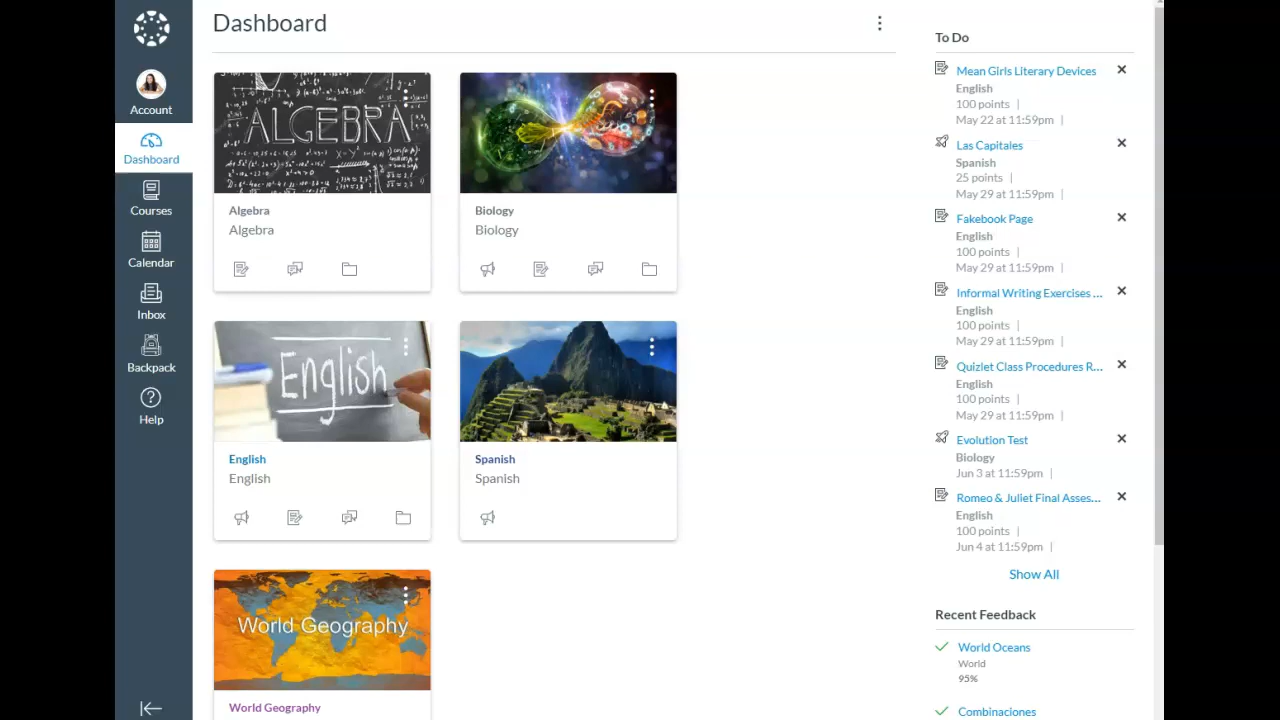 Dashboard
Account
Dashboard
Courses
Calendar
Inbox
Backpack
Help
ALGEBRA
Algebra
Algebra
Biology
Biology
English
English
English
Spanish
Spanish
World Geography
World Geography
To Do
Mean Girls Literary Devices
English
100 points |
May 22 at 11:59pm |
Las Capitales
Spanish
25 points |
May 29 at 11:59pm |
Fakebook Page
English
100 points |
May 29 at 11:59pm |
Informal Writing Exercises ...
English
100 points |
May 29 at 11:59pm |
Quizlet Class Procedures R...
English
100 points |
May 29 at 11:59pm |
Evolution Test
Biology
Jun 3 at 11:59pm |
Romeo & Juliet Final Asses...
English
100 points |
Jun 4 at 11:59pm |
Show All
Recent Feedback
World Oceans
World
95%
Combinaciones